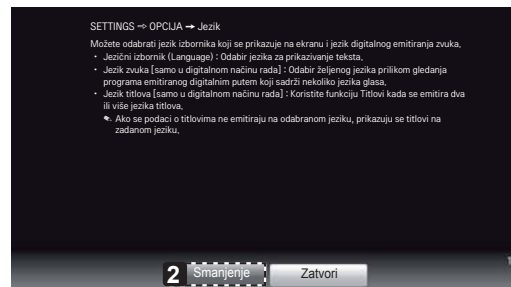 SETTINGS ➾ OPCIJA ➞ Jezik
Možete odabrati jezik izbornika koji se prikazuje na ekranu i jezik digitalnog emitiranja zvuka.
• Jezični izbornik (Language) : Odabir jezika za prikazivanje teksta.
• Jezik zvuka [samo u digitalnom načinu rada] : Odabir željenog jezika prilikom gledanja
programa emitiranog digitalnim putem koji sadrži nekoliko jezika glasa.
• Jezik titlova [samo u digitalnom načinu rada] : Koristite funkciju Titlovi kada se emitira dva
ili više jezika titlova.
Ako se podaci o titlovima ne emitiraju na odabranom jeziku, prikazuju se titlovi na
zadanom jeziku.
2 Smanjenje Zatvori